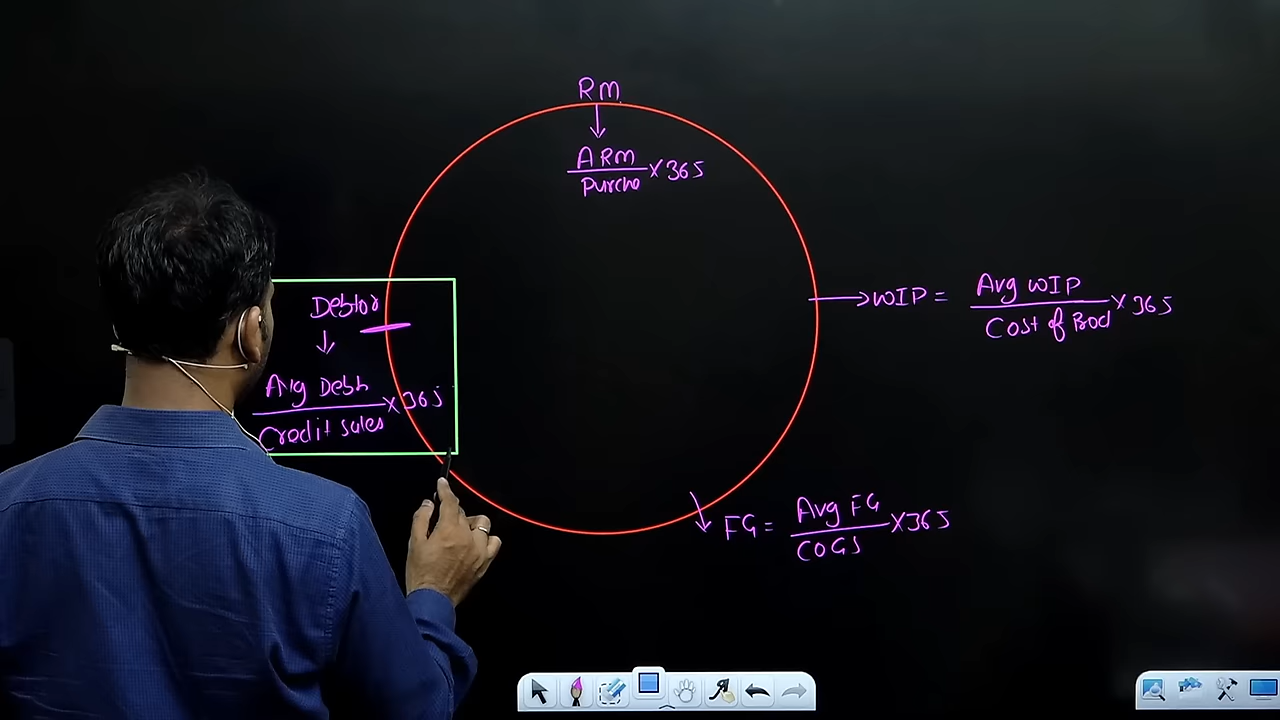 RM
ARM
Purcha × 365
Debtor
Avg Debt
Credit sales × 365
WIP = Avg WIP
Cost of Prod × 365
FG = Avg FG
COGS × 365